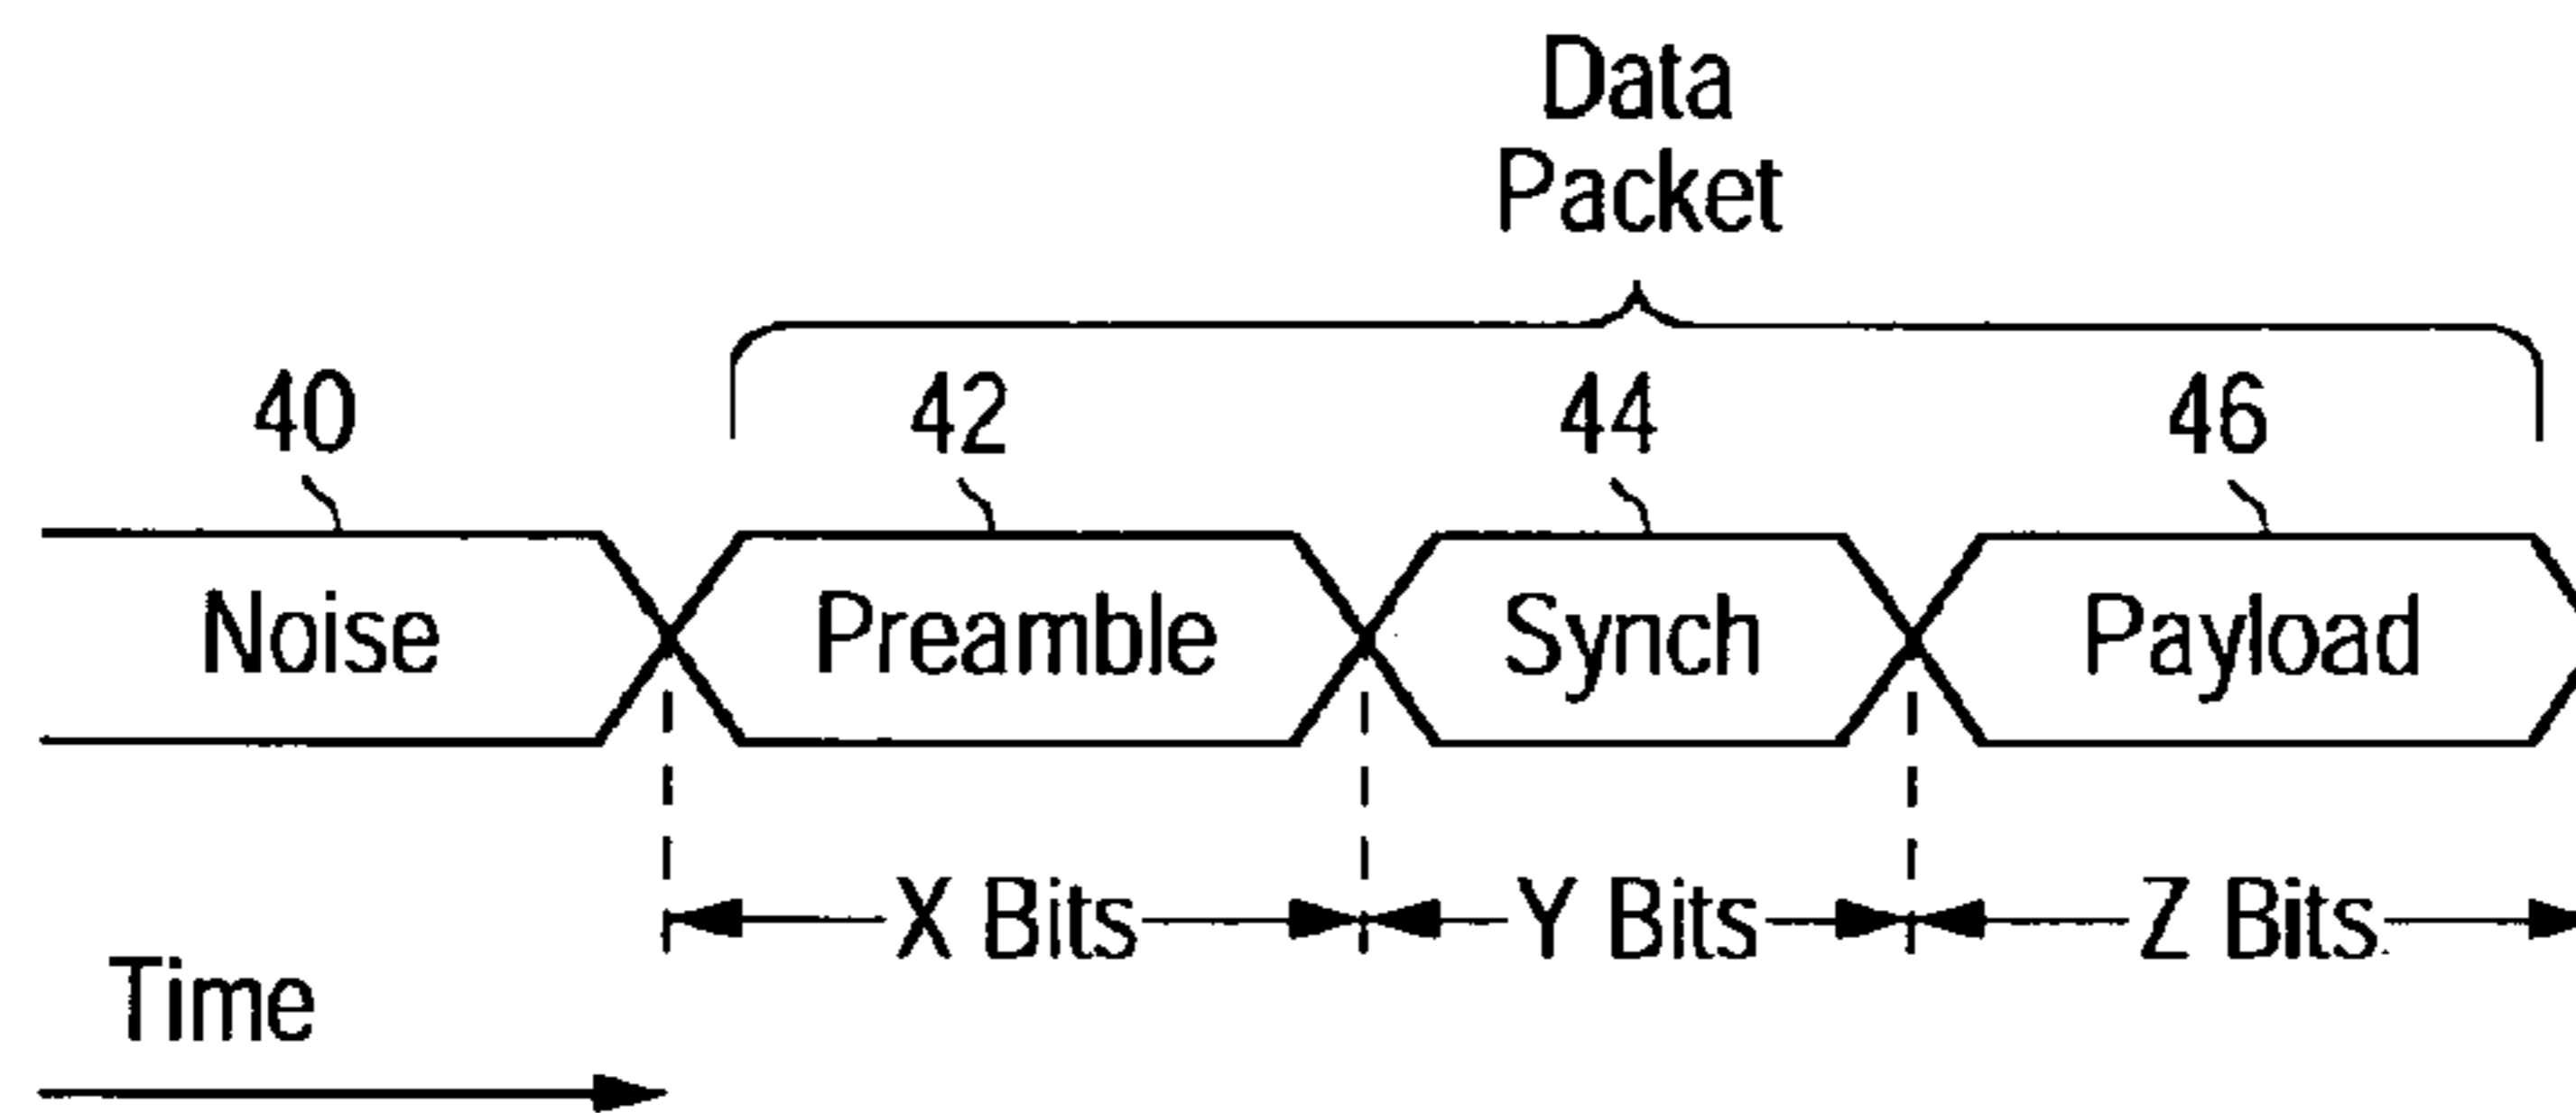 Data
Packet
40 42 44 46
Noise Preamble Synch Payload
X Bits Y Bits Z Bits
Time